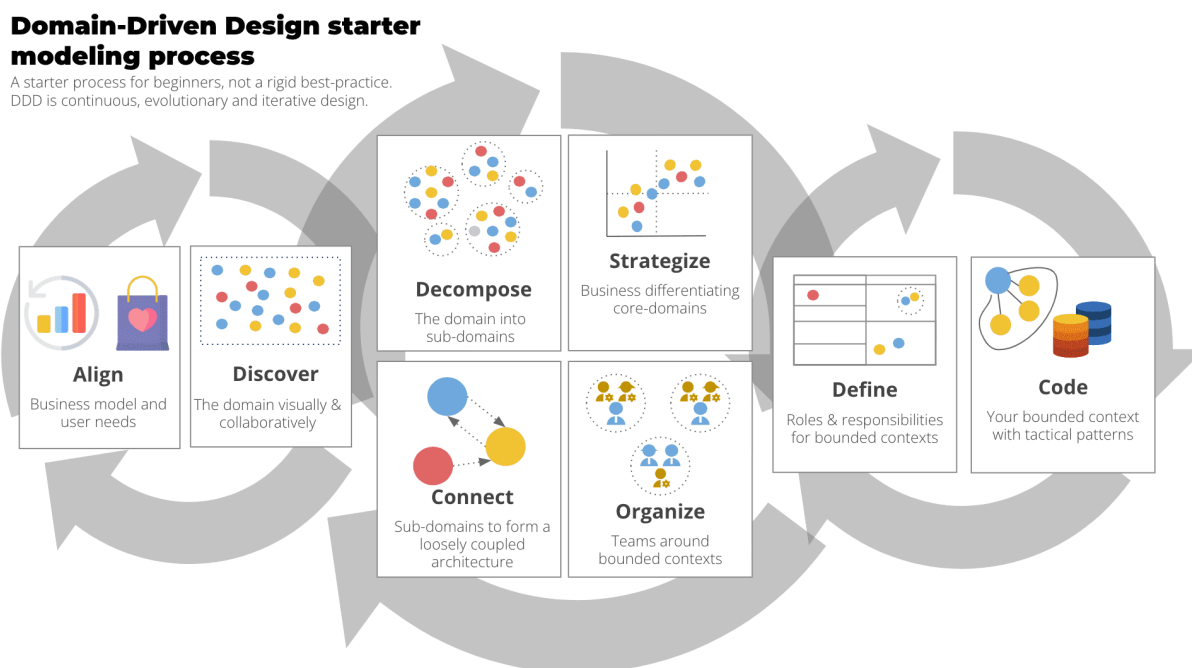 Domain-Driven Design starter
modeling process
A starter process for beginners, not a rigid best-practice.
DDD is continuous, evolutionary and iterative design.
Align
Business model and
user needs
Discover
The domain visually &
collaboratively
Decompose
The domain into
sub-domains
Strategize
Business differentiating
core-domains
Connect
Sub-domains to form a
loosely coupled
architecture
Organize
Teams around
bounded contexts
Define
Roles & responsibilities
for bounded contexts
Code
Your bounded context
with tactical patterns